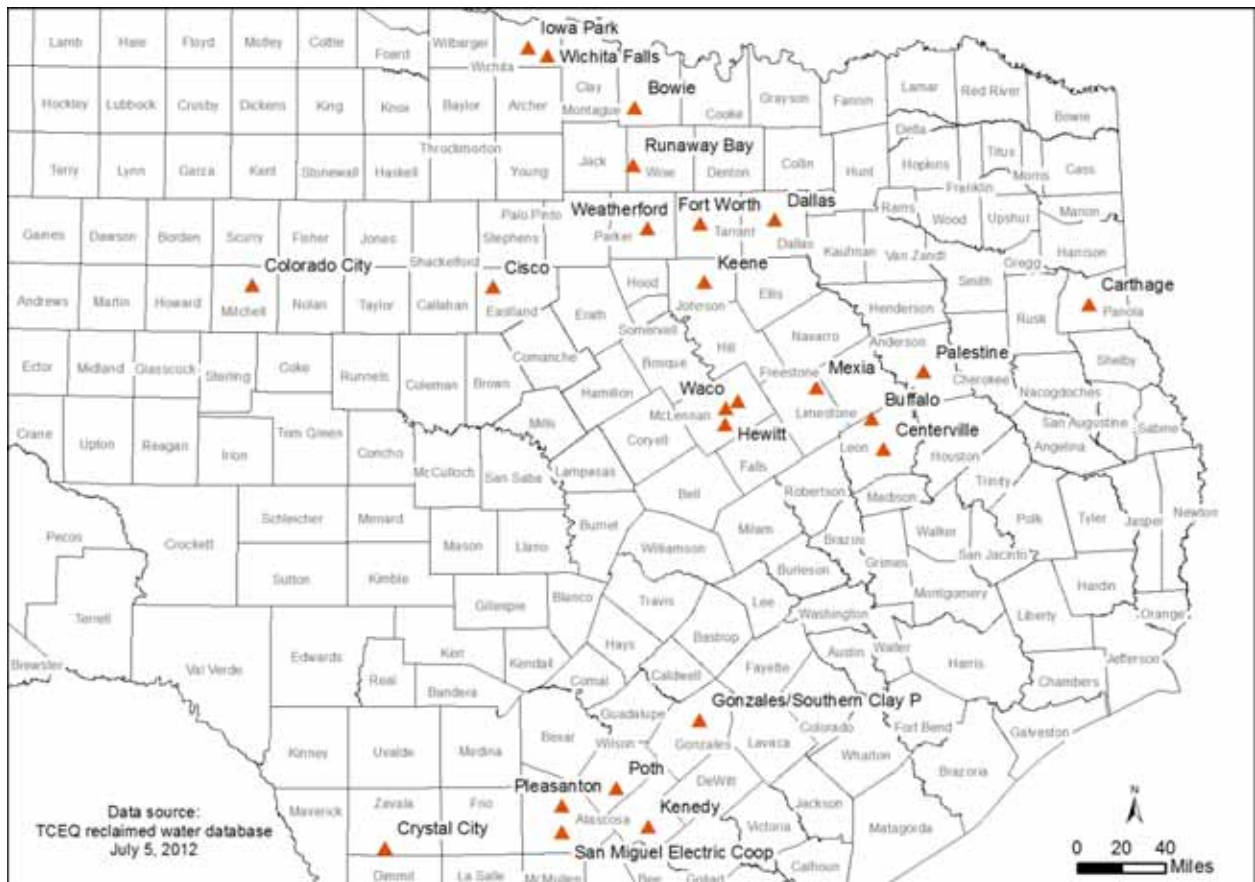 Iowa Park
Lamb Hale Floyd Motley Cottle Foard Wilbarger
Wichita Wichita Falls
Clay
Bowie
Hockley Lubbock Crosby Dickens King Knox Baylor Archer Montague Cooke Grayson Fannin Lamar Red River Bowie
Delta
Throckmorton Runaway Bay Titus
Terry Lynn Garza Kent Stonewall Haskell Young Jack Wise Denton Collin Hunt Hopkins Franklin Morris Cass
Palo Pinto Weatherford Fort Worth Dallas Rains Wood Upshur Marion
Gaines Dawson Borden Scurry Fisher Jones Shackelford Stephens Parker Tarrant Dallas Kaufman Van Zandt Gregg Harrison
Colorado City Cisco Hood Keene Ellis Smith Carthage
Andrews Martin Howard Mitchell Nolan Taylor Callahan Eastland Erath Johnson Henderson Rusk Panola
Somervell Navarro Anderson
Ector Midland Glasscock Sterling Coke Runnels Coleman Brown Comanche Bosque Hill Freestone Mexia Palestine Cherokee Shelby
Hamilton Waco McLennan Limestone Buffalo Nacogdoches
Crane Upton Reagan Irion Tom Green Concho Mills Coryell Hewitt Leon Centerville Houston San Augustine Sabine
McCulloch San Saba Lampasas Falls Angelina
Bell Robertson Madison Trinity
Pecos Crockett Schleicher Menard Mason Llano Burnet Milam Brazos Walker Polk Tyler Jasper Newton
Williamson Grimes San Jacinto
Sutton Kimble Burleson Hardin
Terrell Gillespie Blanco Travis Lee Washington Montgomery Liberty Orange
Brewster Val Verde Edwards Kerr Kendall Hays Bastrop Austin Waller Harris Jefferson
Real Bandera Comal Caldwell Fayette Chambers
Gonzales/Southern Clay P
Guadalupe Colorado Fort Bend Galveston
Kinney Uvalde Medina Bexar Wilson Gonzales Lavaca Wharton
Poth DeWitt Brazoria
Pleasanton
Maverick Zavala Frio Atascosa Kenedy Jackson
Crystal City Victoria Matagorda
San Miguel Electric Coop
Dimmit La Salle McMullen Bee Goliad Calhoun
Data source:
TCEQ reclaimed water database
July 5, 2012
N
0 20 40
Miles